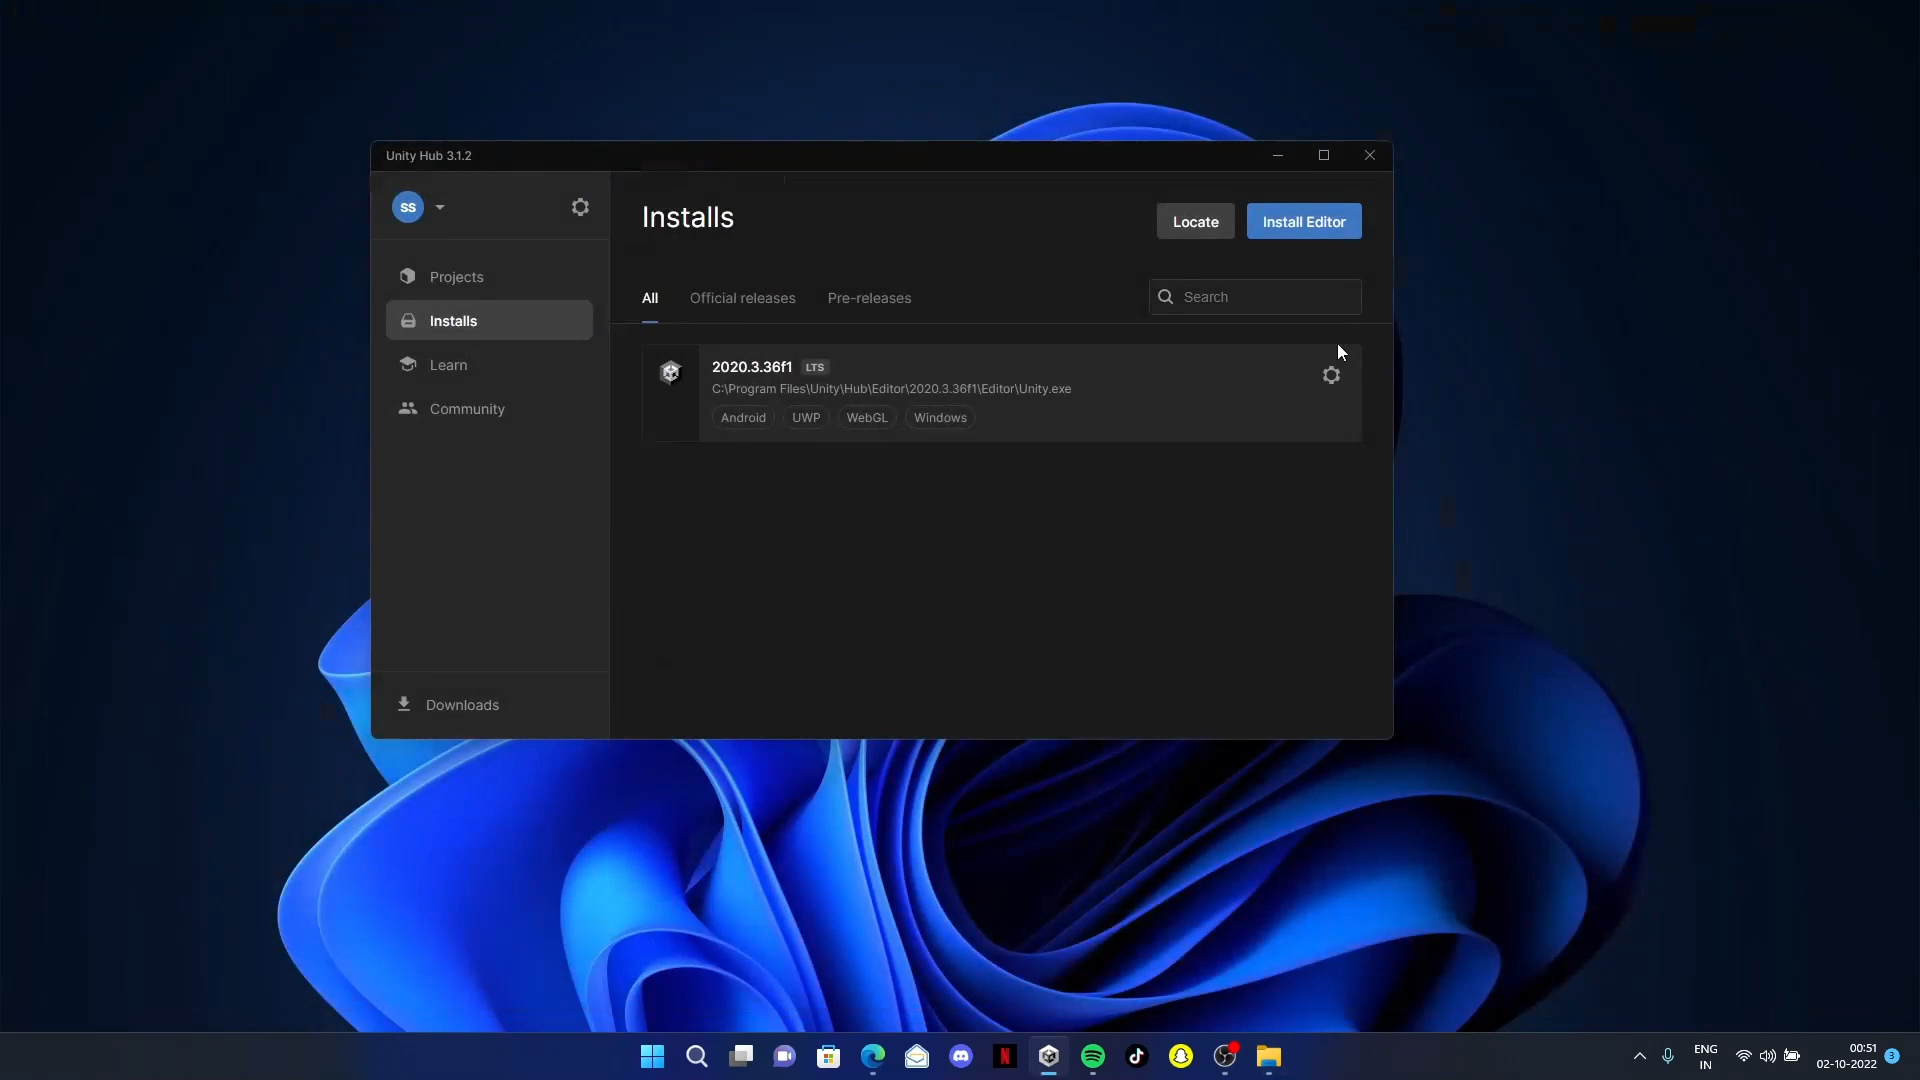 Unity Hub 3.1.2
SS
Installs
Locate
Install Editor
Projects
Installs
Learn
Community
Downloads
All
Official releases
Pre-releases
Search
2020.3.36f1 LTS
C:\Program Files\Unity\Hub\Editor\2020.3.36f1\Editor\Unity.exe
Android
UWP
WebGL
Windows
N
ENG
IN
00:51
02-10-2022
3